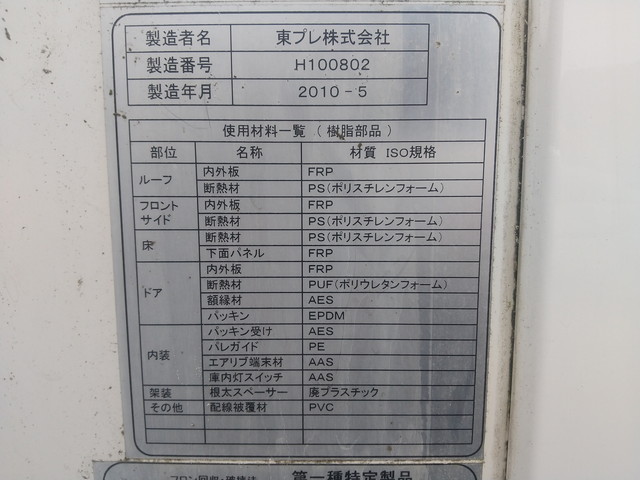 製造者名 東プレ株式会社
製造番号 H100802
製造年月 2010-5
使用材料一覧(樹脂部品)
部位 名称 材質 ISO規格
ルーフ 内外板 FRP
断熱材 PS(ポリスチレンフォーム)
フロント サイド 内外板 FRP
断熱材 PS(ポリスチレンフォーム)
床 断熱材 PS(ポリスチレンフォーム)
下面パネル FRP
ドア 内外板 FRP
断熱材 PUF(ポリウレタンフォーム)
額縁材 AES
パッキン EPDM
内装 パッキン受け AES
パレガイド PE
エアリブ端末材 AAS
庫内灯スイッチ AAS
架装 根太スペーサー 廃プラスチック
その他 配線被覆材 PVC
第一種特定製品